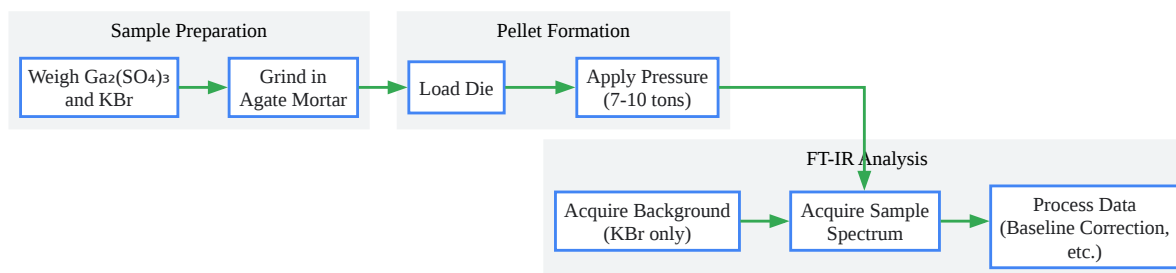 Sample Preparation
Weigh Ga₂(SO₄)₃
and KBr
Grind in
Agate Mortar
Pellet Formation
Load Die
Apply Pressure
(7-10 tons)
FT-IR Analysis
Acquire Background
(KBr only)
Acquire Sample
Spectrum
Process Data
(Baseline Correction,
etc.)